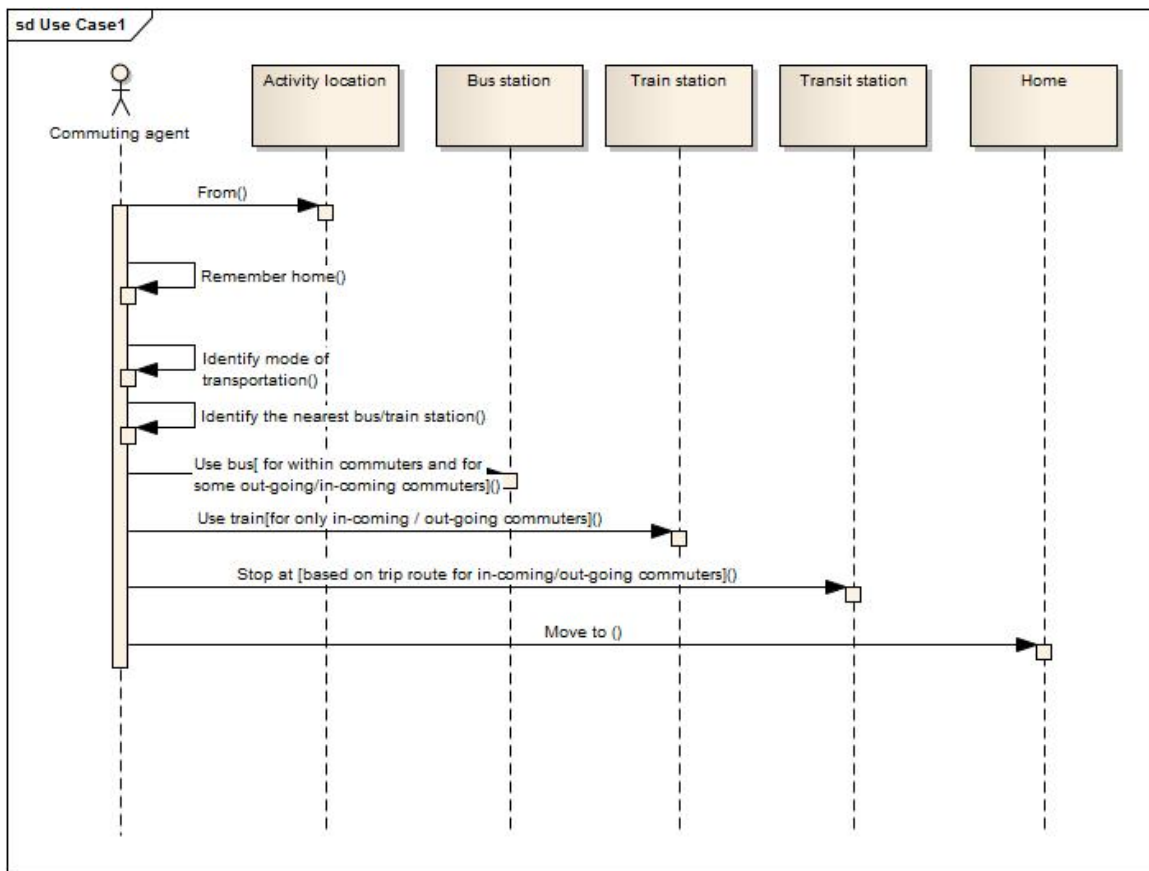 sd Use Case1
Commuting agent
Activity location
Bus station
Train station
Transit station
Home
From()
Remember home()
Identify mode of
transportation()
Identify the nearest bus/train station()
Use bus[ for within commuters and for
some out-going/in-coming commuters]()
Use train[for only in-coming / out-going commuters]()
Stop at [based on trip route for in-coming/out-going commuters]()
Move to ()